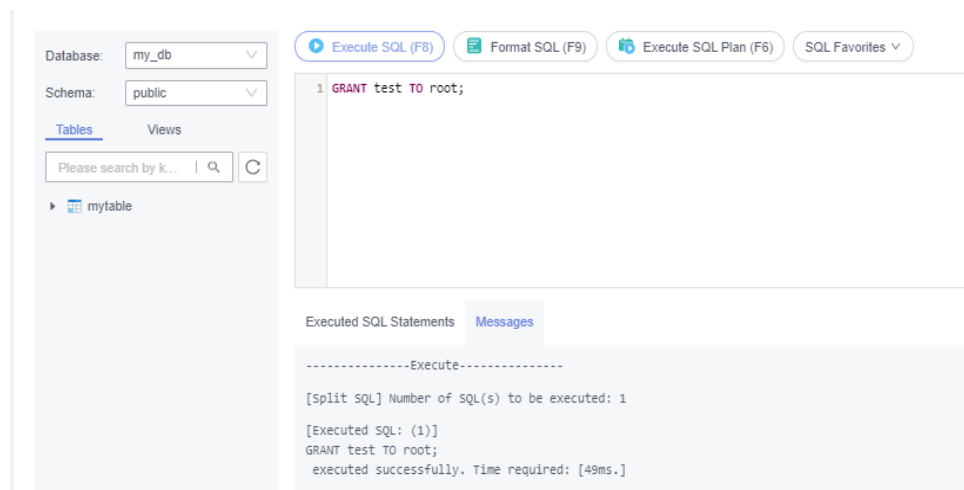 Database: my_db
Schema: public
Tables Views
Please search by k...
mytable
Execute SQL (F8) Format SQL (F9) Execute SQL Plan (F6) SQL Favorites
1 GRANT test TO root;
Executed SQL Statements Messages
---------------Execute---------------
[Split SQL] Number of SQL(s) to be executed: 1
[Executed SQL: (1)]
GRANT test TO root;
executed successfully. Time required: [49ms.]